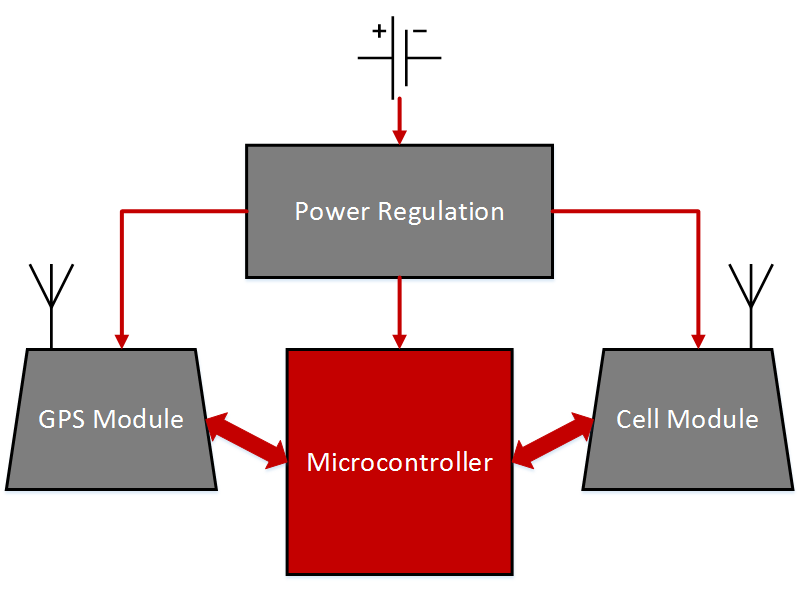 + −
Power Regulation
GPS Module
Cell Module
Microcontroller